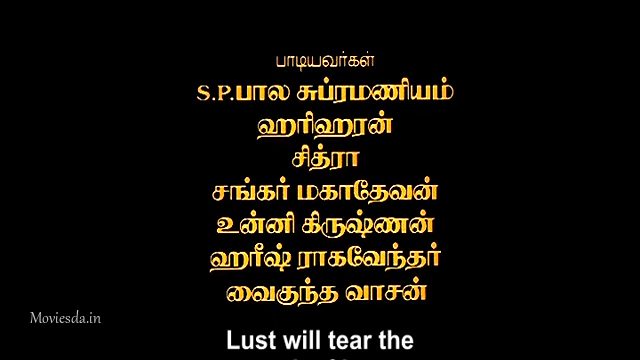 பாடியவர்கள்
S.P.பால சுப்ரமணியம்
ஹரிஹரன்
சித்ரா
சங்கர் மகாதேவன்
உன்னி கிருஷ்ணன்
ஹரீஷ் ராகவேந்தர்
வைகுந்த வாசன்
Moviesda.in
Lust will tear the